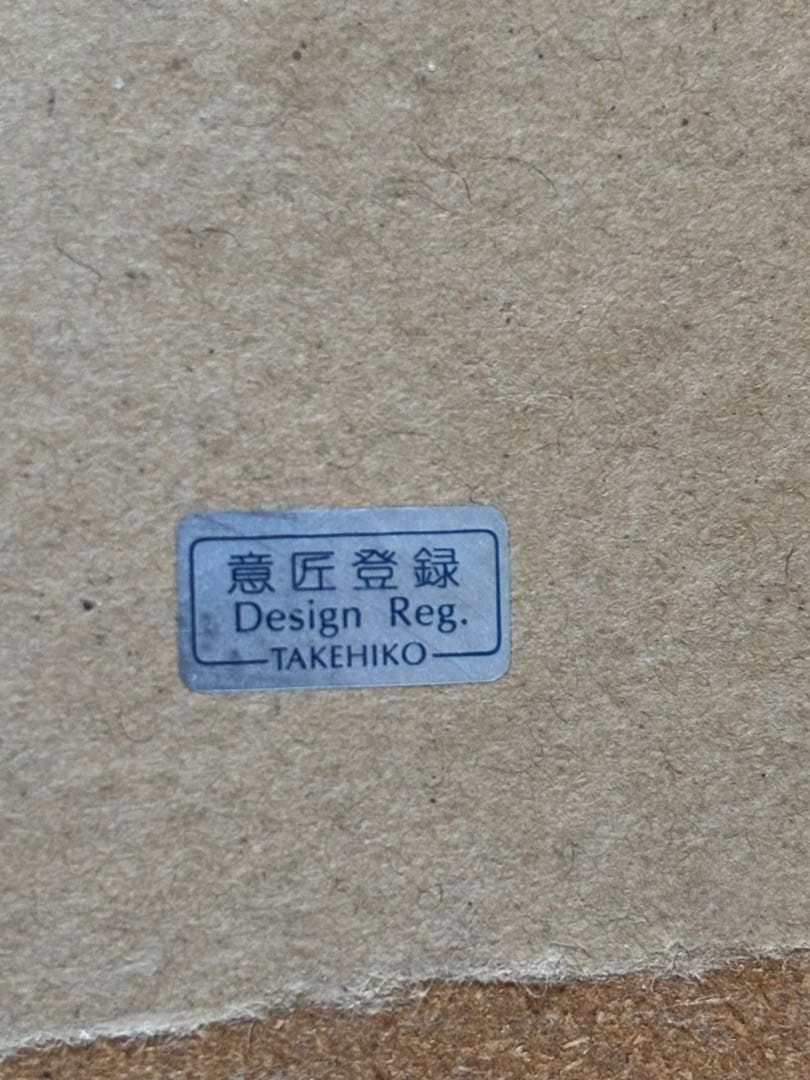 意匠登録
Design Reg.
TAKEHIKO